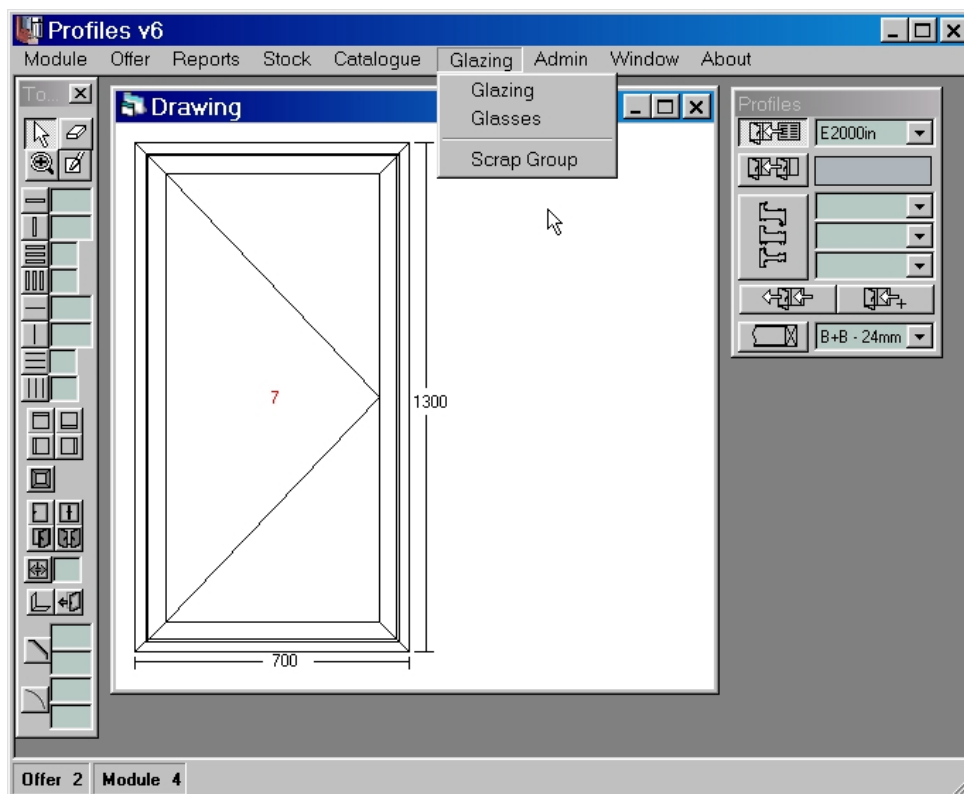 Profiles v6
Module Offer Reports Stock Catalogue Glazing Admin Window About
Glazing
Glasses
Scrap Group
To...
Drawing
7
1300
700
Profiles
E2000in
B+B - 24mm
Offer 2 Module 4